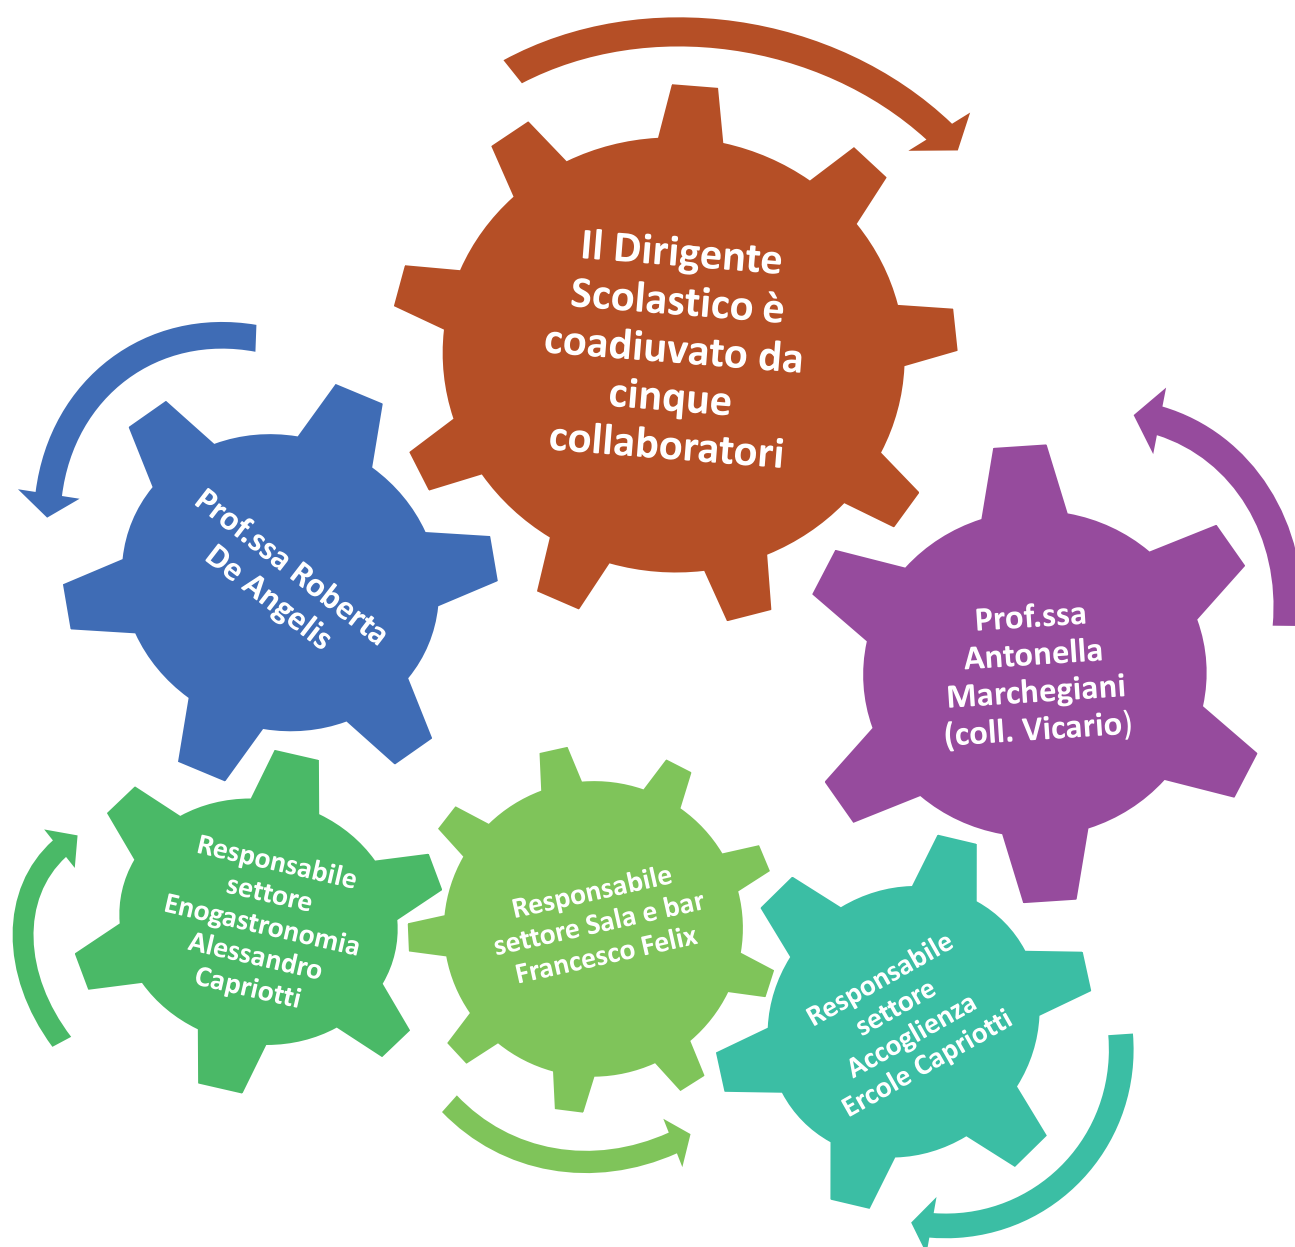 Il Dirigente
Scolastico è
coadiuvato da
cinque
collaboratori
Prof.ssa Roberta
De Angelis
Prof.ssa
Antonella
Marchegiani
(coll. Vicario)
Responsabile
settore
Enogastronomia
Alessandro
Capriotti
Responsabile
settore Sala e bar
Francesco Felix
Responsabile
settore
Accoglienza
Ercole Capriotti